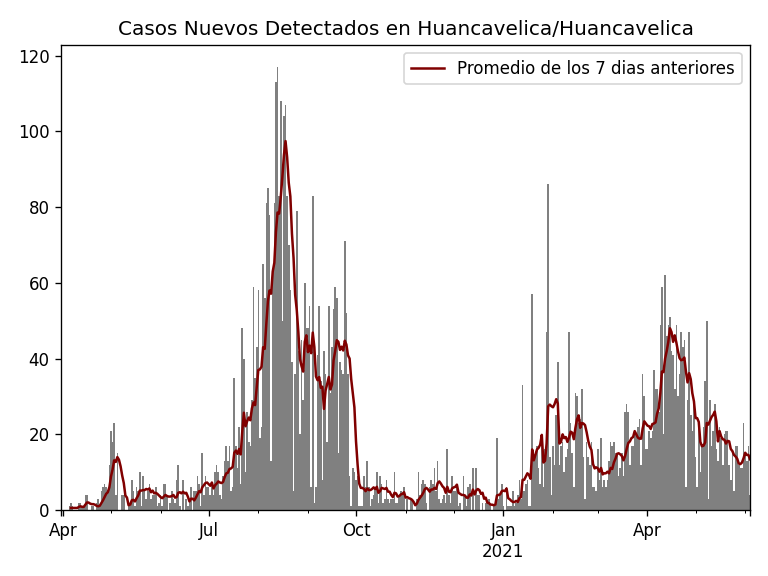 Casos Nuevos Detectados en Huancavelica/Huancavelica
Promedio de los 7 dias anteriores
120
100
80
60
40
20
0
Apr Jul Oct Jan Apr
2021